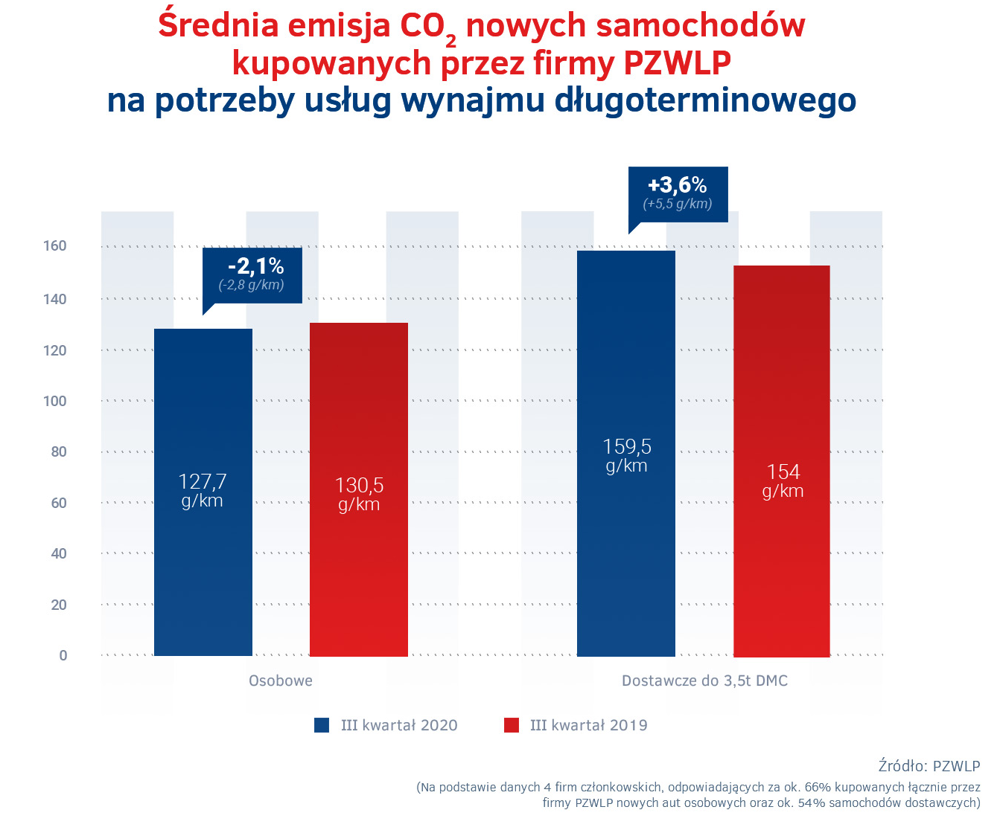 Średnia emisja CO₂ nowych samochodów
kupowanych przez firmy PZWLP
na potrzeby usług wynajmu długoterminowego
+3,6%
(+5,5 g/km)
-2,1%
(-2,8 g/km)
160
140
120
100
80
60
40
20
0
127,7
g/km
130,5
g/km
159,5
g/km
154
g/km
Osobowe
Dostawcze do 3,5t DMC
III kwartał 2020
III kwartał 2019
Źródło: PZWLP
(Na podstawie danych 4 firm członkowskich, odpowiadających za ok. 66% kupowanych łącznie przez
firmy PZWLP nowych aut osobowych oraz ok. 54% samochodów dostawczych)